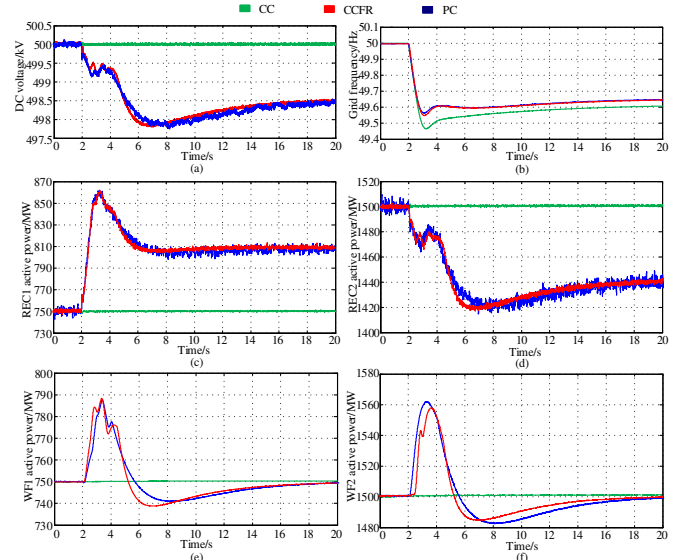 CC CCFR PC
500.5
500
499.5
499
498.5
498
497.5
DC voltage/kV
0 2 4 6 8 10 12 14 16 18 20
Time/s
(a)
50.1
50
49.9
49.8
49.7
49.6
49.5
49.4
Grid frequency/Hz
0 2 4 6 8 10 12 14 16 18 20
Time/s
(b)
870
850
830
810
790
770
750
730
REC1 active power/MW
0 2 4 6 8 10 12 14 16 18 20
Time/s
(c)
1520
1500
1480
1460
1440
1420
1400
REC2 active power/MW
0 2 4 6 8 10 12 14 16 18 20
Time/s
(d)
800
790
780
770
760
750
740
730
WF1 active power/MW
0 2 4 6 8 10 12 14 16 18 20
Time/s
(e)
1580
1560
1540
1520
1500
1480
WF2 active power/MW
0 2 4 6 8 10 12 14 16 18 20
Time/s
(f)